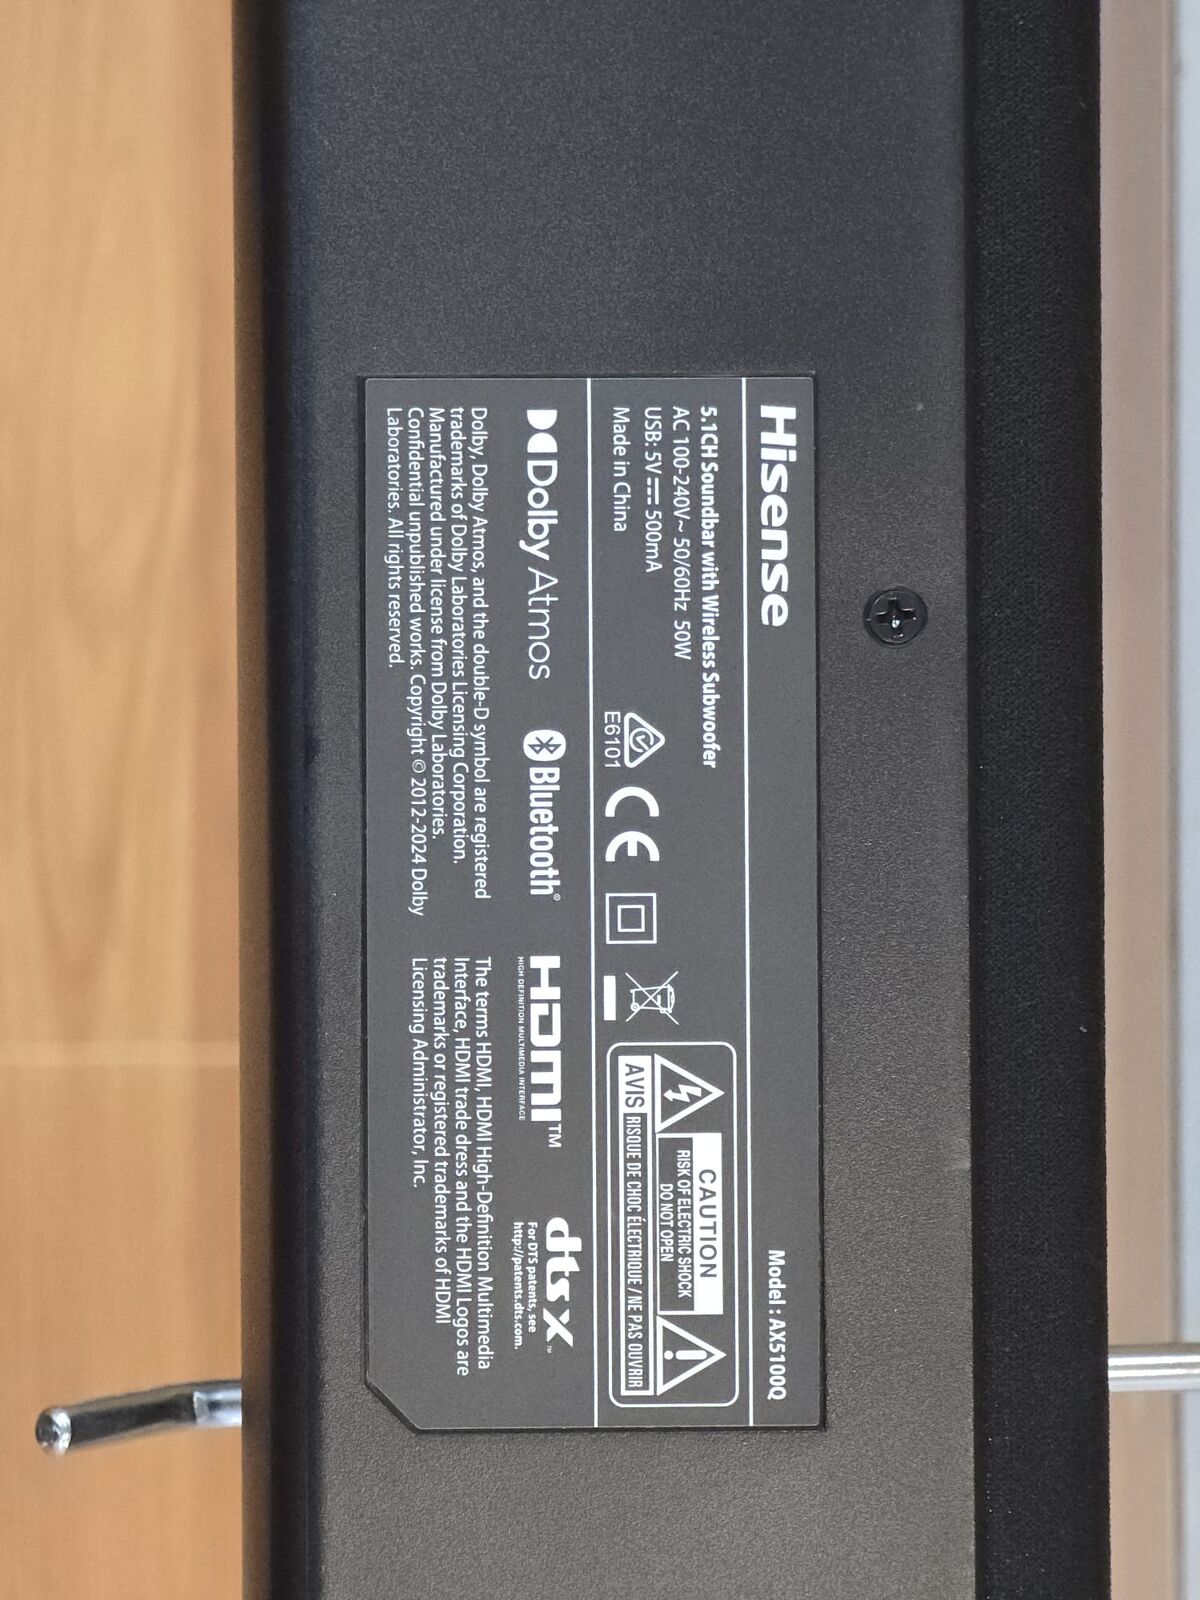 Hisense
Model : AX5100Q
5.1CH Soundbar with Wireless Subwoofer
AC 100-240V~ 50/60Hz 50W
USB: 5V⎓500mA
Made in China
E6101
CE
CAUTION
RISK OF ELECTRIC SHOCK
DO NOT OPEN
AVIS RISQUE DE CHOC ÉLECTRIQUE / NE PAS OUVRIR
Dolby Atmos
Bluetooth®
HDMI™
HIGH DEFINITION MULTIMEDIA INTERFACE
dts X™
For DTS patents, see
http://patents.dts.com.
Dolby, Dolby Atmos, and the double-D symbol are registered
trademarks of Dolby Laboratories Licensing Corporation.
Manufactured under license from Dolby Laboratories.
Confidential unpublished works. Copyright © 2012-2024 Dolby
Laboratories. All rights reserved.
The terms HDMI, HDMI High-Definition Multimedia
Interface, HDMI trade dress and the HDMI Logos are
trademarks or registered trademarks of HDMI
Licensing Administrator, Inc.